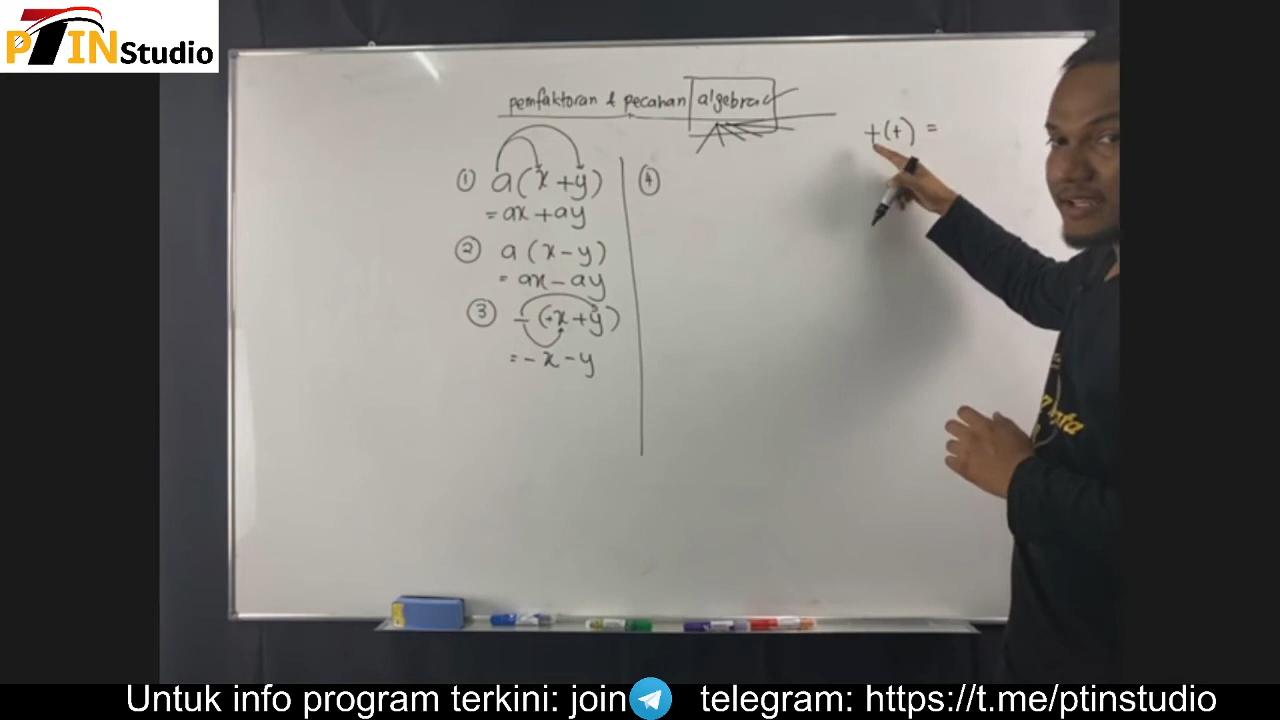 PTIN Studio
pemfaktoran & pecahan algebra
+(+) =
① a(x+y)
= ax + ay
② a(x-y)
= ax - ay
③ -(+x+y)
= -x-y
④
Untuk info program terkini: join telegram: https://t.me/ptinstudio